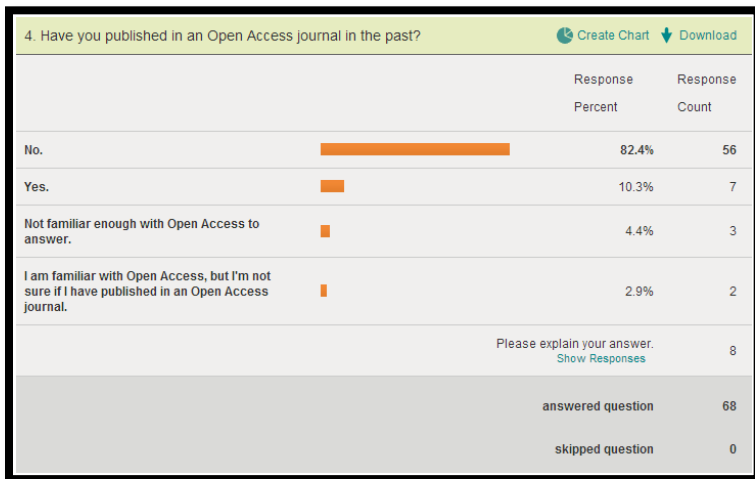 4. Have you published in an Open Access journal in the past? Create Chart Download
Response Response
Percent Count
No. 82.4% 56
Yes. 10.3% 7
Not familiar enough with Open Access to
answer. 4.4% 3
I am familiar with Open Access, but I'm not
sure if I have published in an Open Access 2.9% 2
journal.
Please explain your answer. 8
Show Responses
answered question 68
skipped question 0